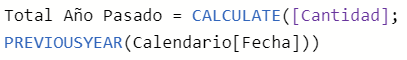 Total Año Pasado = CALCULATE([Cantidad];
PREVIOUSYEAR(Calendario[Fecha]))